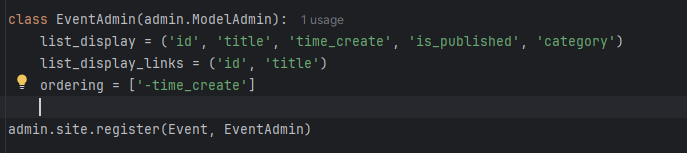 class EventAdmin(admin.ModelAdmin): 1 usage
    list_display = ('id', 'title', 'time_create', 'is_published', 'category')
    list_display_links = ('id', 'title')
    ordering = ['-time_create']
admin.site.register(Event, EventAdmin)